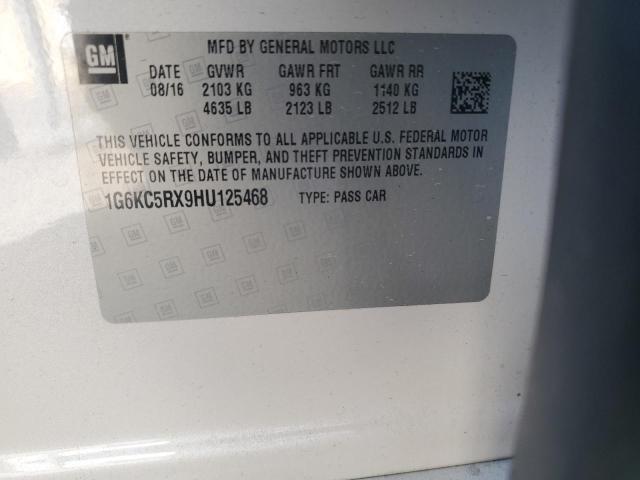 GM
MFD BY GENERAL MOTORS LLC
DATE GVWR GAWR FRT GAWR RR
08/16 2103 KG 963 KG 1140 KG
4635 LB 2123 LB 2512 LB
THIS VEHICLE CONFORMS TO ALL APPLICABLE U.S. FEDERAL MOTOR
VEHICLE SAFETY, BUMPER, AND THEFT PREVENTION STANDARDS IN
EFFECT ON THE DATE OF MANUFACTURE SHOWN ABOVE.
1G6KC5RX9HU125468 TYPE: PASS CAR